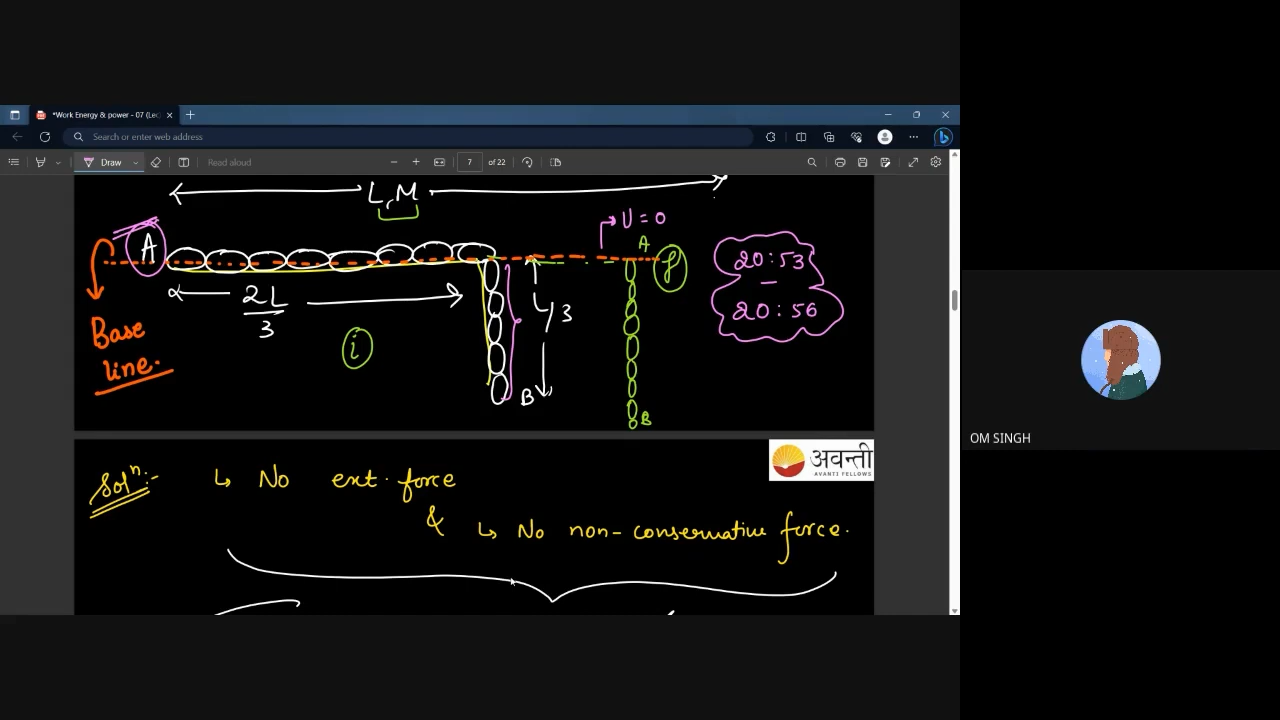 *Work Energy & power - 07 (Lec
Search or enter web address
Draw
Read aloud
7 of 22
L, M
U = 0
A
A
f
20:53
20:56
2L/3
L/3
i
Base
line.
B
B
Solⁿ:-
↳ No ext. force
& ↳ No non-conservative force.
अवन्ती
AVANTI FELLOWS
OM SINGH